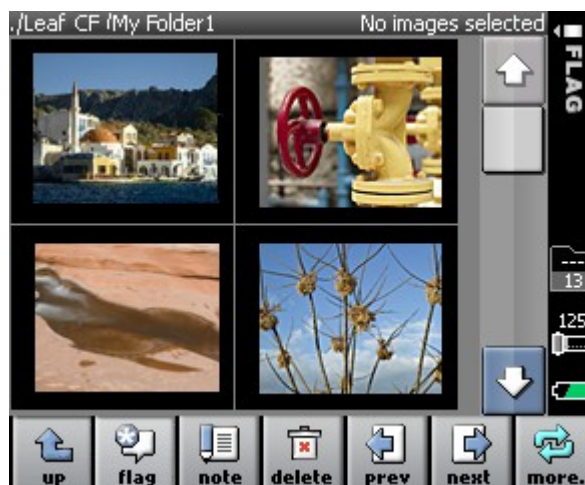 ./Leaf CF /My Folder1 No images selected
FLAG
---
13
125
up flag note delete prev next more